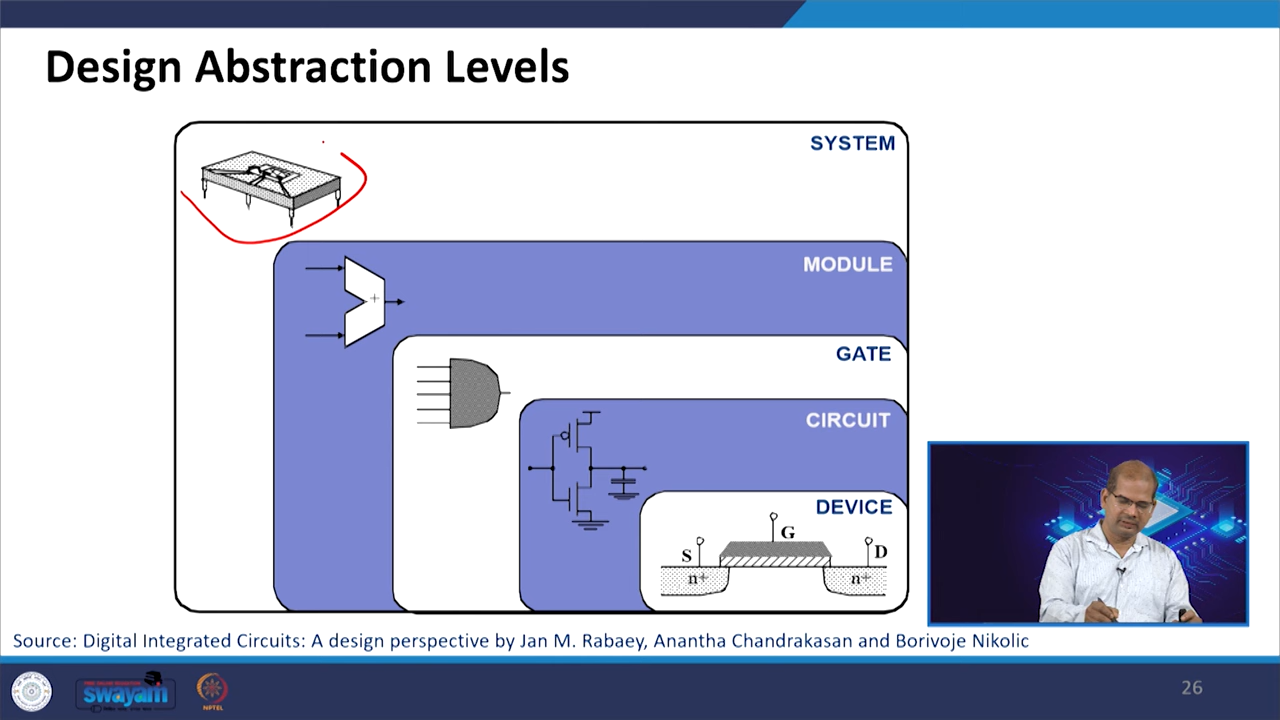 Design Abstraction Levels
SYSTEM
MODULE
+
GATE
CIRCUIT
DEVICE
G
S
D
n+
n+
Source: Digital Integrated Circuits: A design perspective by Jan M. Rabaey, Anantha Chandrakasan and Borivoje Nikolic
swayam
NPTEL
26